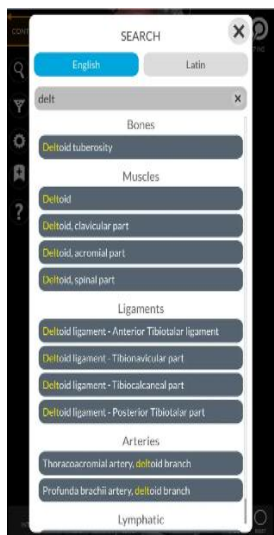 CONT
SEARCH
English Latin
delt
Bones
Deltoid tuberosity
Muscles
Deltoid
Deltoid, clavicular part
Deltoid, acromial part
Deltoid, spinal part
Ligaments
Deltoid ligament - Anterior Tibiotalar ligament
Deltoid ligament - Tibionavicular part
Deltoid ligament - Tibiocalcaneal part
Deltoid ligament - Posterior Tibiotalar part
Arteries
Thoracoacromial artery, deltoid branch
Profunda brachii artery, deltoid branch
Lymphatic